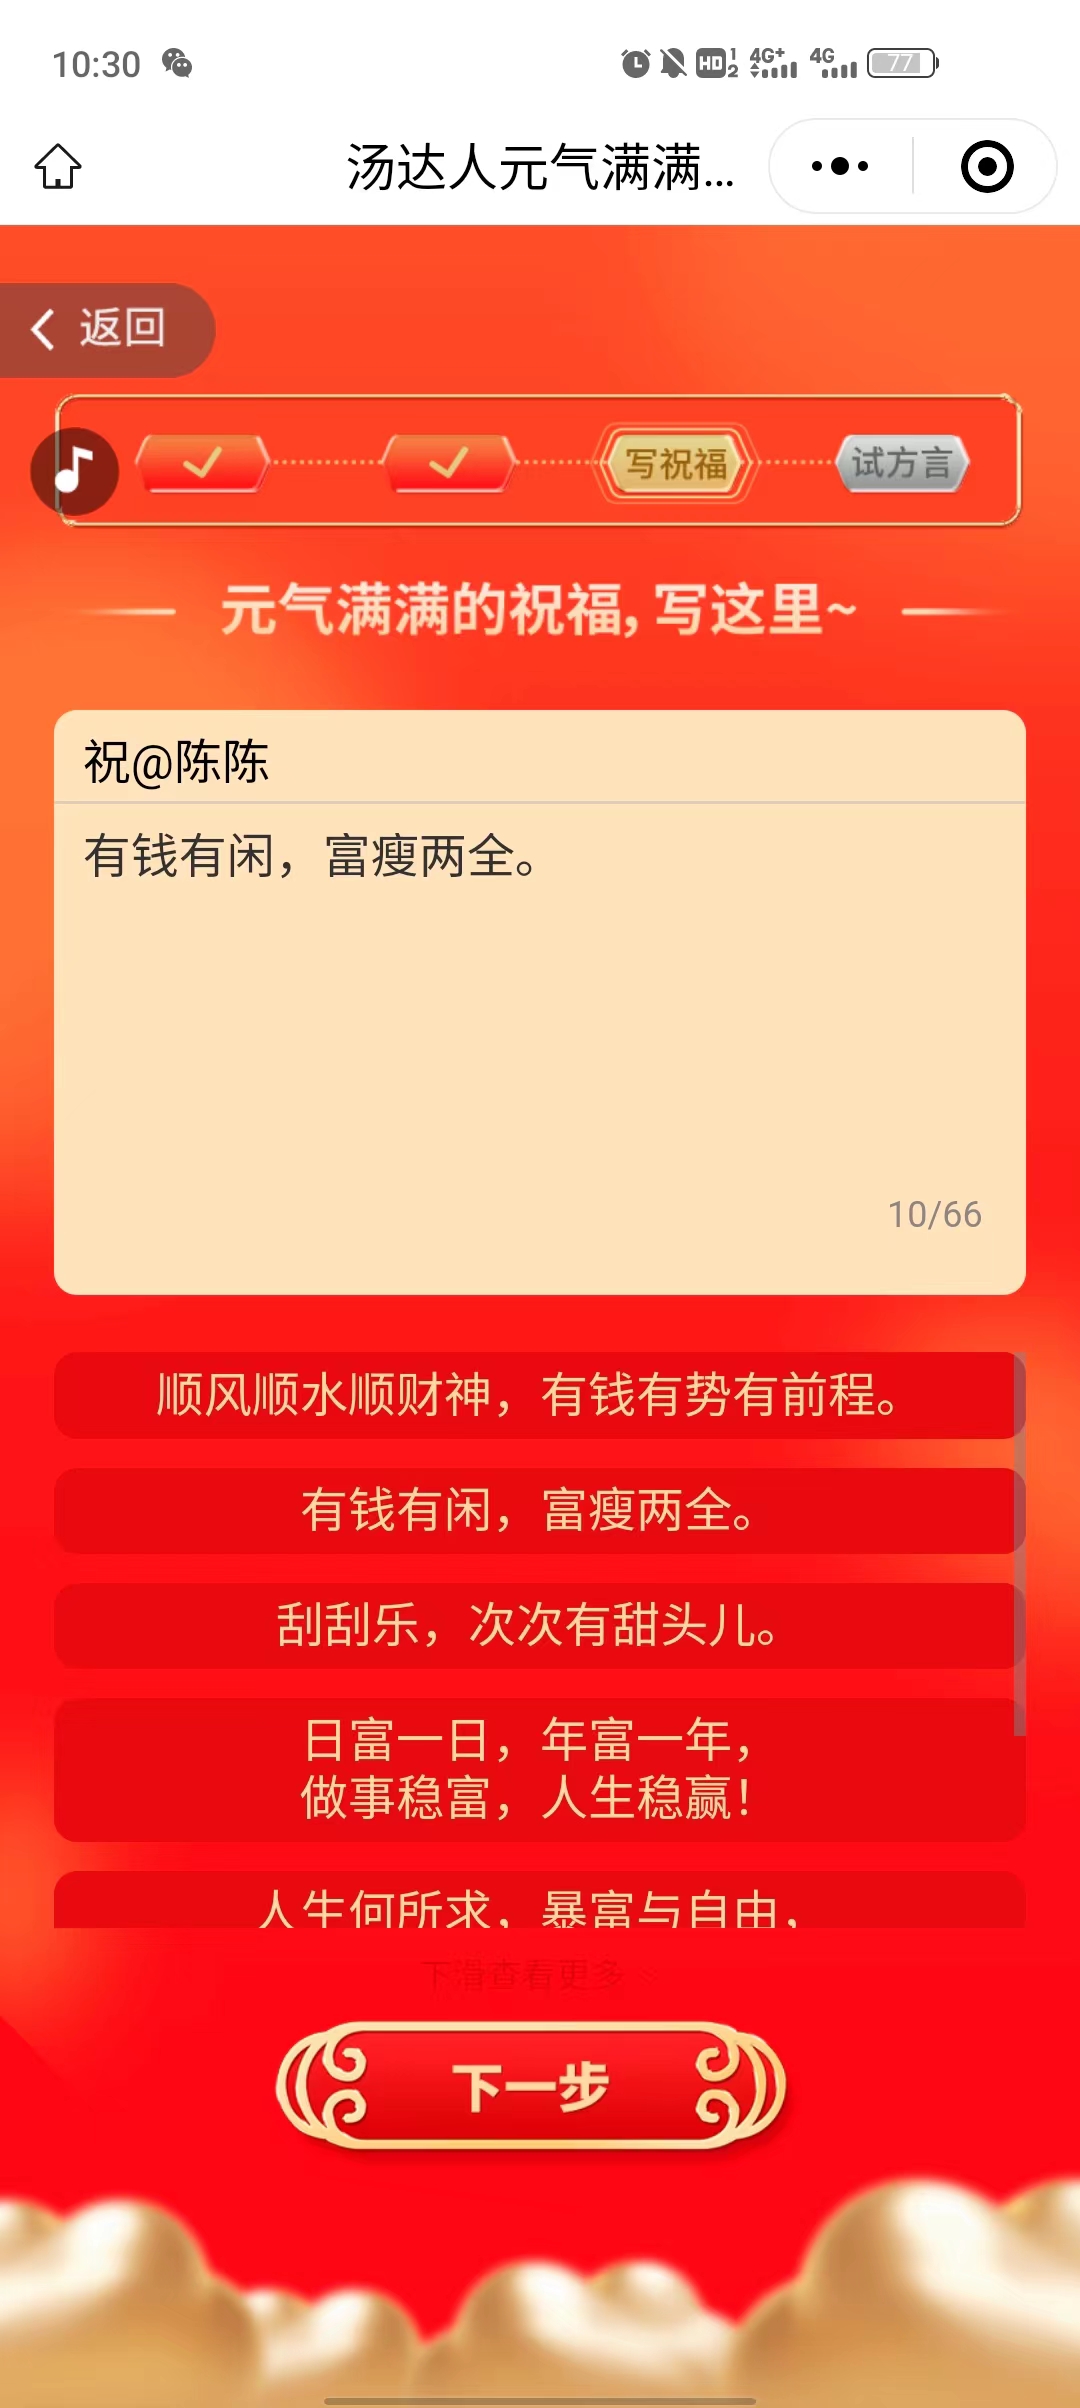 10:30
HD 1 2 4G+ 4G 77
汤达人元气满满...
返回
写祝福
试方言
元气满满的祝福,写这里~
祝@陈陈
有钱有闲，富瘦两全。
10/66
顺风顺水顺财神，有钱有势有前程。
有钱有闲，富瘦两全。
刮刮乐，次次有甜头儿。
日富一日，年富一年，
做事稳富，人生稳赢！
人生何所求，暴富与自由，
下滑查看更多
下一步